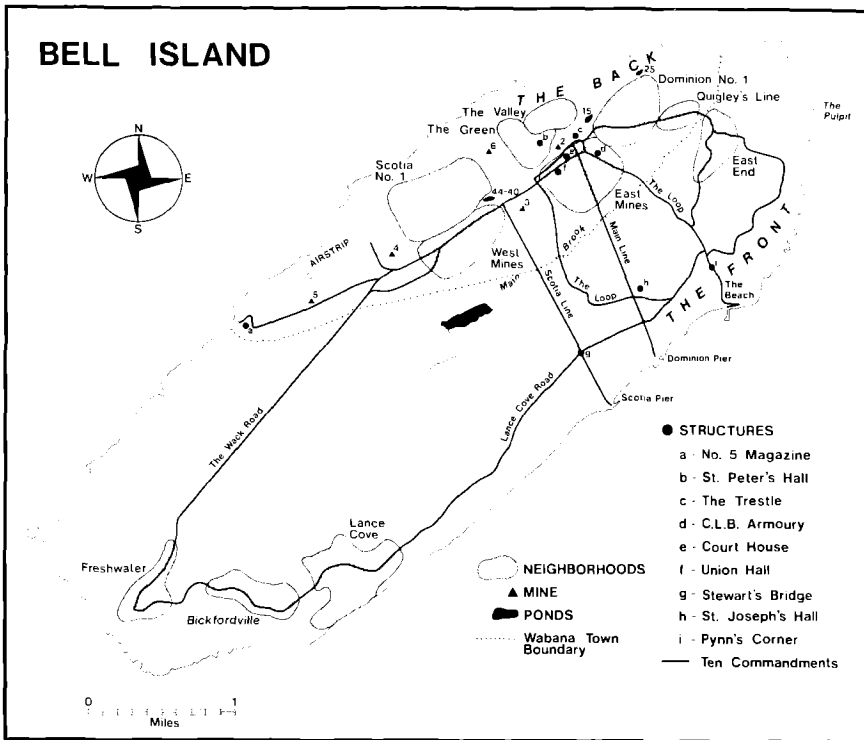 BELL ISLAND
THE BACK
25
Dominion No. 1
Quigley's Line
The Pulpit
The Valley
The Green
15
N
W E
S
b
c
2
6
e
d
f
Scotia No. 1
44-40
3
East Mines
The Loop
East End
AIRSTRIP
4
West Mines
Main Brook
Main Line
Scotia Line
The Loop
h
i
THE FRONT
The Beach
5
a
g
Dominion Pier
Scotia Pier
Lance Cove Road
The Wack Road
Lance Cove
Freshwater
Bickfordville
STRUCTURES
a - No. 5 Magazine
b - St. Peter's Hall
c - The Trestle
d - C.L.B. Armoury
e - Court House
f - Union Hall
g - Stewart's Bridge
h - St. Joseph's Hall
i - Pynn's Corner
Ten Commandments
NEIGHBORHOODS
MINE
PONDS
Wabana Town
Boundary
0 1
Miles